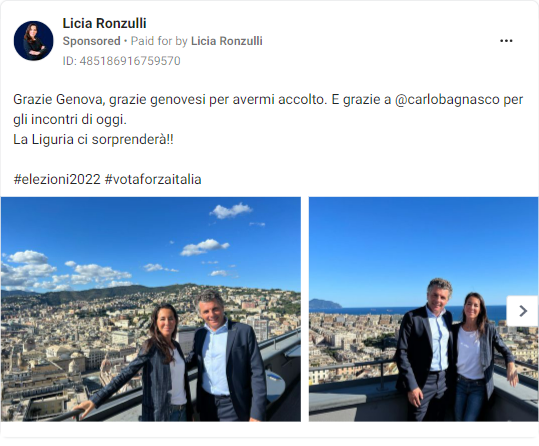 Licia Ronzulli
Sponsored • Paid for by Licia Ronzulli
ID: 485186916759570
Grazie Genova, grazie genovesi per avermi accolto. E grazie a @carlobagnasco per
gli incontri di oggi.
La Liguria ci sorprenderà!!
#elezioni2022 #votaforzaitalia